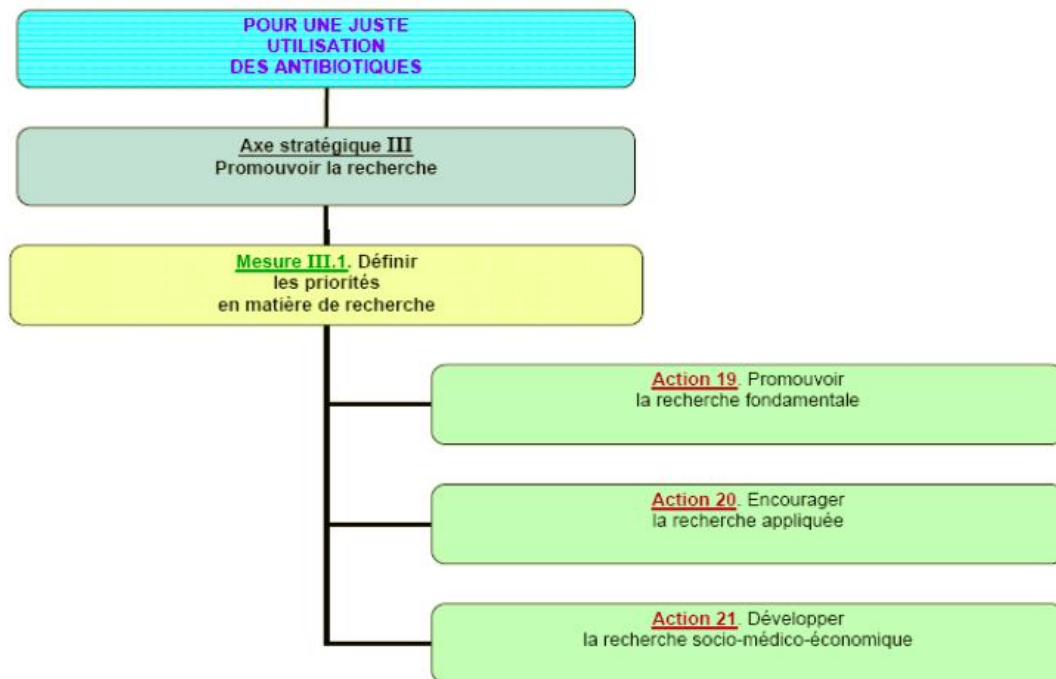 POUR UNE JUSTE
UTILISATION
DES ANTIBIOTIQUES
Axe stratégique III
Promouvoir la recherche
Mesure III.1. Définir
les priorités
en matière de recherche
Action 19. Promouvoir
la recherche fondamentale
Action 20. Encourager
la recherche appliquée
Action 21. Développer
la recherche socio-médico-économique